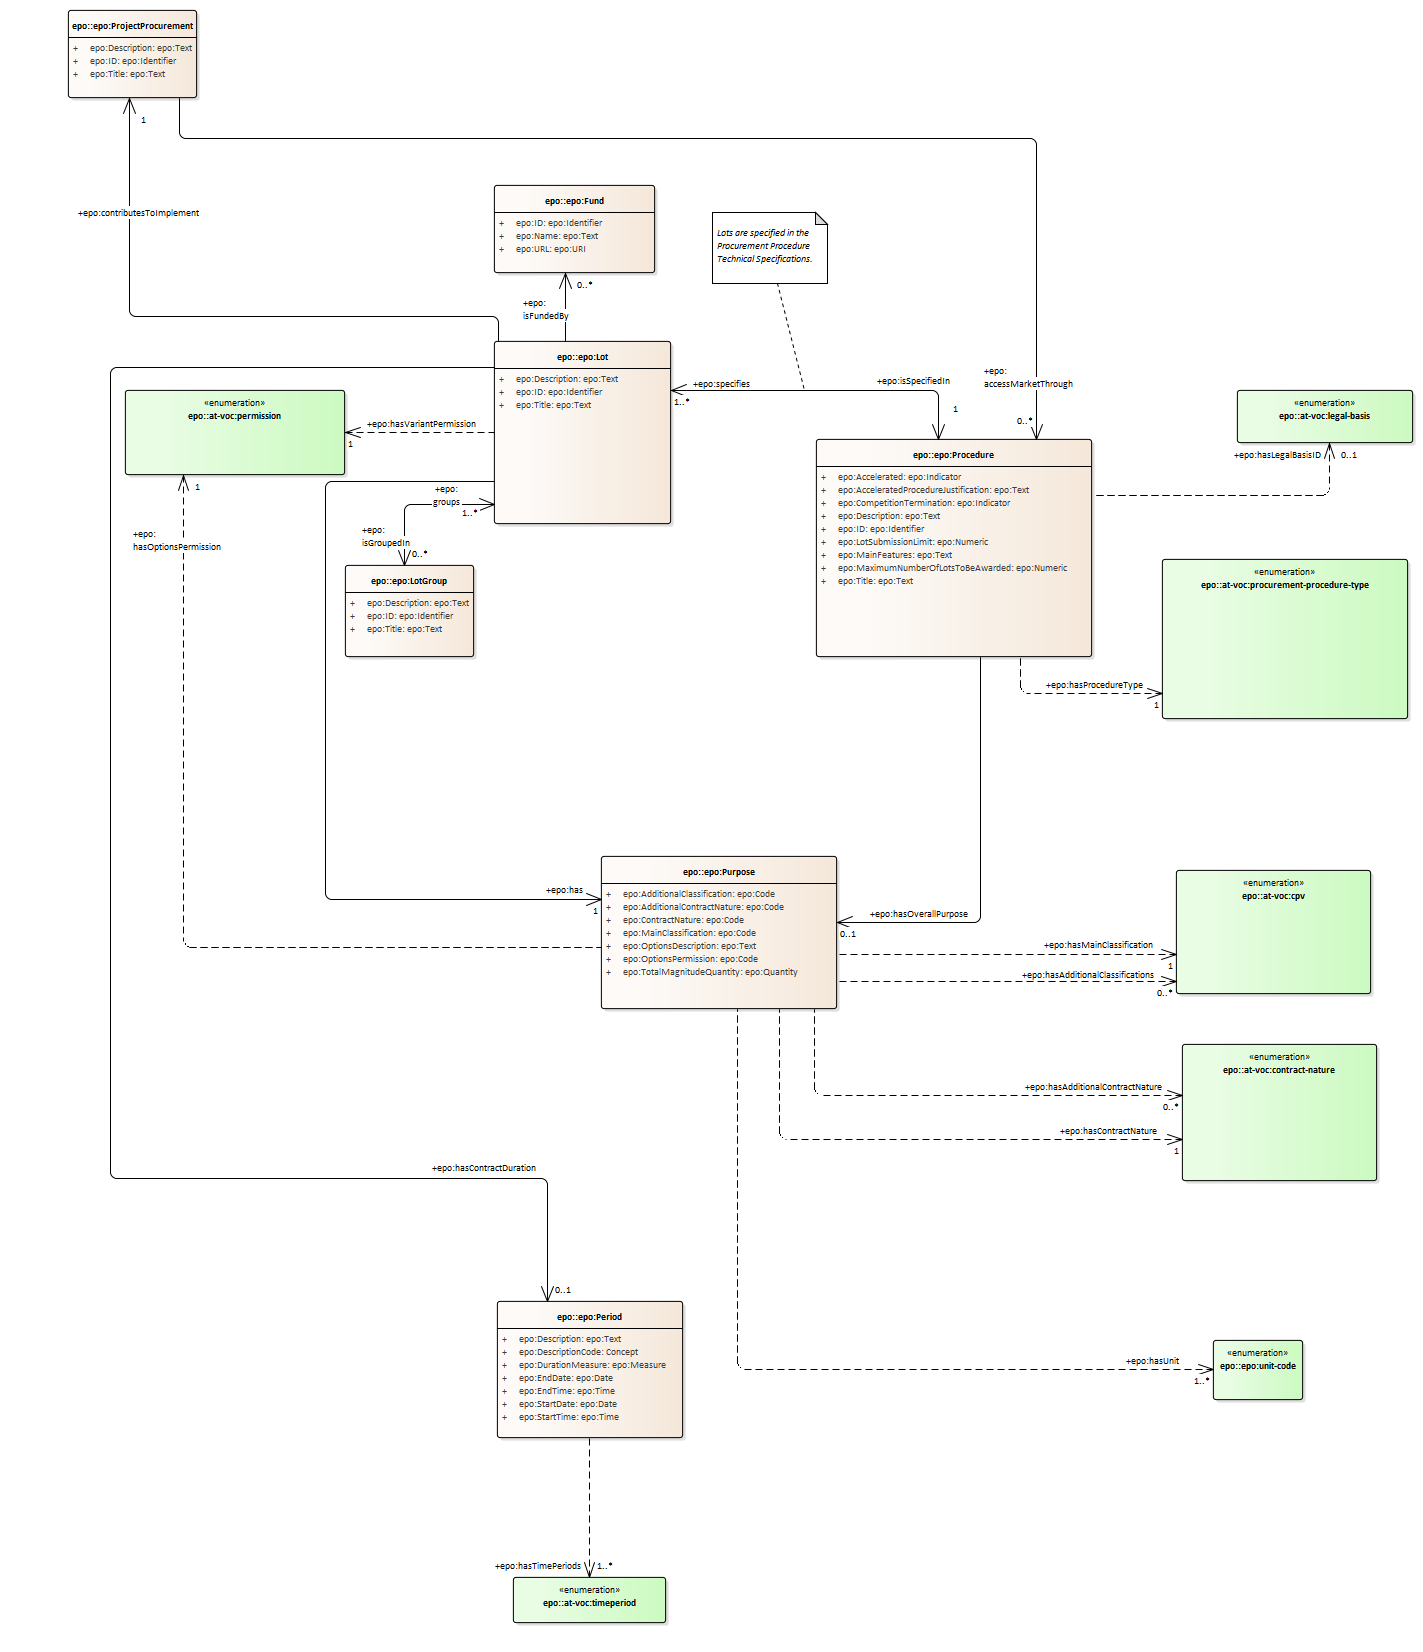 epo::epo:ProjectProcurement
+ epo:Description: epo:Text
+ epo:ID: epo:Identifier
+ epo:Title: epo:Text
1
+epo:contributesToImplement
epo::epo:Fund
+ epo:ID: epo:Identifier
+ epo:Name: epo:Text
+ epo:URL: epo:URI
0..*
+epo:
isFundedBy
Lots are specified in the
Procurement Procedure
Technical Specifications.
epo::epo:Lot
+ epo:Description: epo:Text
+ epo:ID: epo:Identifier
+ epo:Title: epo:Text
+epo:specifies
1..*
+epo:isSpecifiedIn
1
+epo:
accessMarketThrough
0..*
«enumeration»
epo::at-voc:permission
+epo:hasVariantPermission
1
1
+epo:
hasOptionsPermission
+epo:
groups
1..*
+epo:
isGroupedIn
0..*
epo::epo:LotGroup
+ epo:Description: epo:Text
+ epo:ID: epo:Identifier
+ epo:Title: epo:Text
«enumeration»
epo::at-voc:legal-basis
+epo:hasLegalBasisID
0..1
epo::epo:Procedure
+ epo:Accelerated: epo:Indicator
+ epo:AcceleratedProcedureJustification: epo:Text
+ epo:CompetitionTermination: epo:Indicator
+ epo:Description: epo:Text
+ epo:ID: epo:Identifier
+ epo:LotSubmissionLimit: epo:Numeric
+ epo:MainFeatures: epo:Text
+ epo:MaximumNumberOfLotsToBeAwarded: epo:Numeric
+ epo:Title: epo:Text
«enumeration»
epo::at-voc:procurement-procedure-type
+epo:hasProcedureType
1
epo::epo:Purpose
+ epo:AdditionalClassification: epo:Code
+ epo:AdditionalContractNature: epo:Code
+ epo:ContractNature: epo:Code
+ epo:MainClassification: epo:Code
+ epo:OptionsDescription: epo:Text
+ epo:OptionsPermission: epo:Code
+ epo:TotalMagnitudeQuantity: epo:Quantity
+epo:has
1
+epo:hasOverallPurpose
0..1
«enumeration»
epo::at-voc:cpv
+epo:hasMainClassification
1
+epo:hasAdditionalClassifications
0..*
«enumeration»
epo::at-voc:contract-nature
+epo:hasAdditionalContractNature
0..*
+epo:hasContractNature
1
+epo:hasContractDuration
0..1
epo::epo:Period
+ epo:Description: epo:Text
+ epo:DescriptionCode: Concept
+ epo:DurationMeasure: epo:Measure
+ epo:EndDate: epo:Date
+ epo:EndTime: epo:Time
+ epo:StartDate: epo:Date
+ epo:StartTime: epo:Time
+epo:hasUnit
1..*
«enumeration»
epo::epo:unit-code
+epo:hasTimePeriods
1..*
«enumeration»
epo::at-voc:timeperiod